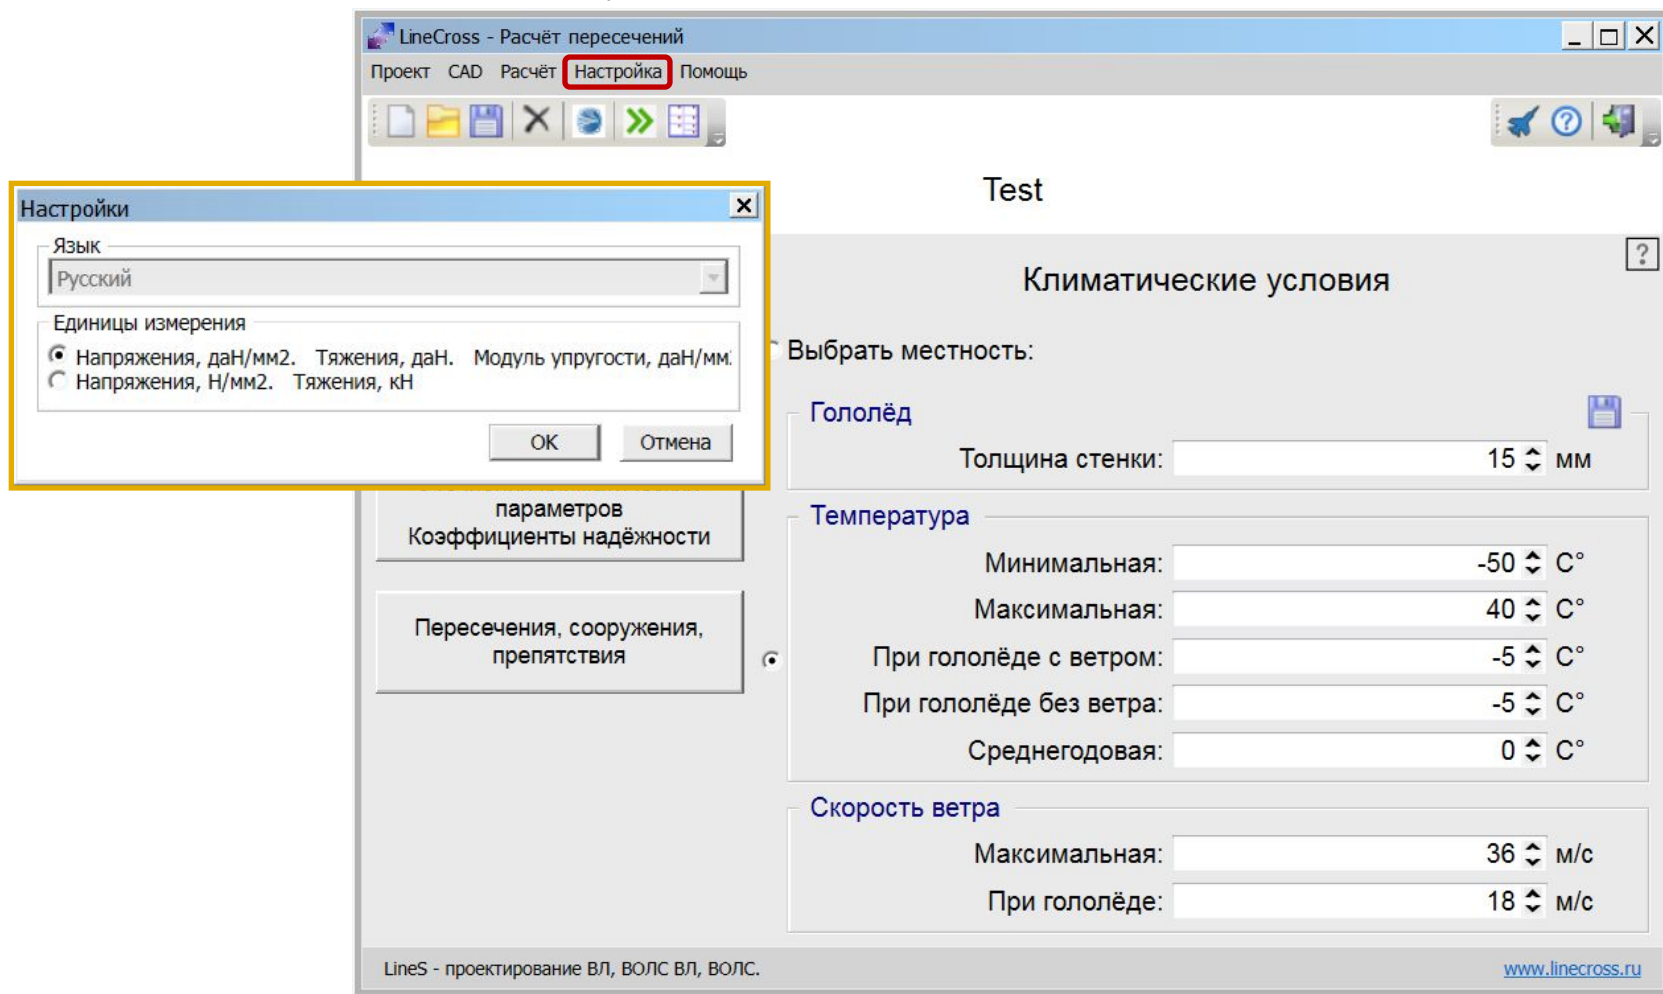 LineCross - Расчёт пересечений
Проект CAD Расчёт Настройка Помощь
Test
Настройки
Язык
Русский
Единицы измерения
Напряжения, даН/мм2. Тяжения, даН. Модуль упругости, даН/мм
Напряжения, Н/мм2. Тяжения, кН
OK Отмена
параметров
Коэффициенты надёжности
Пересечения, сооружения,
препятствия
?
Климатические условия
Выбрать местность:
Гололёд
Толщина стенки: 15 мм
Температура
Минимальная: -50 C°
Максимальная: 40 C°
При гололёде с ветром: -5 C°
При гололёде без ветра: -5 C°
Среднегодовая: 0 C°
Скорость ветра
Максимальная: 36 м/с
При гололёде: 18 м/с
LineS - проектирование ВЛ, ВОЛС ВЛ, ВОЛС. www.linecross.ru